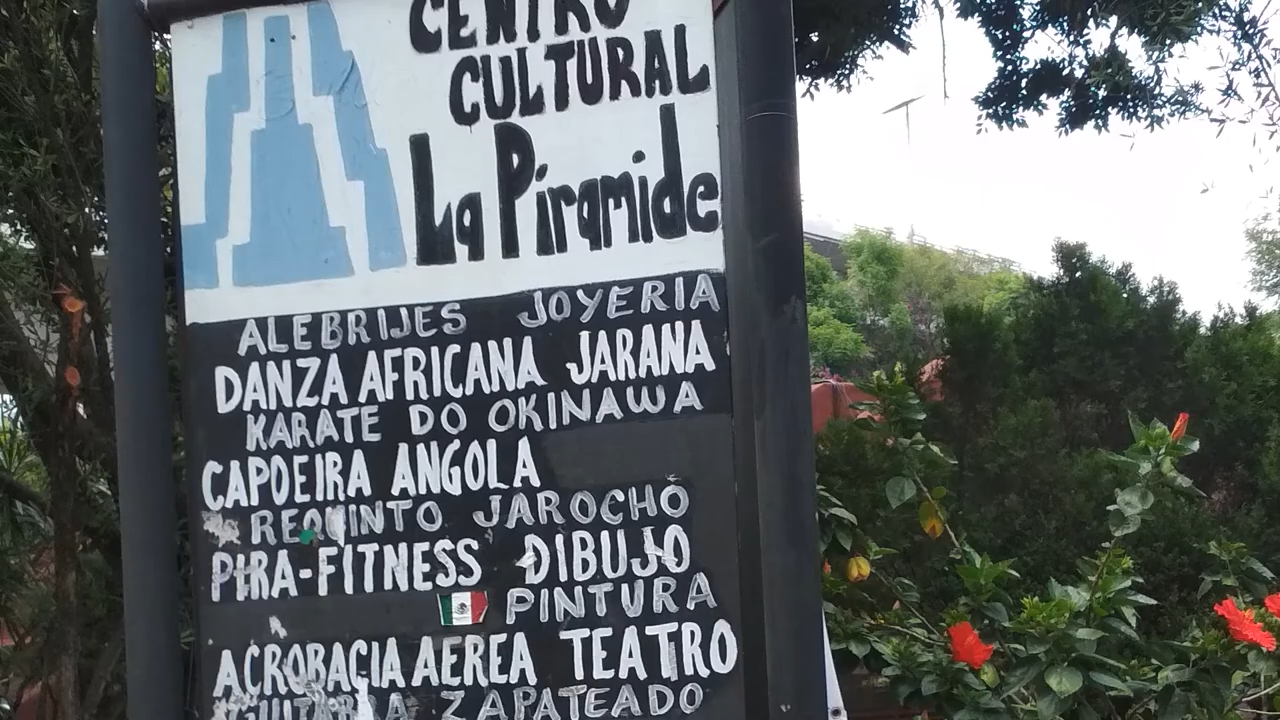 CENTRO
CULTURAL
La Piramide
ALEBRIJES JOYERIA
DANZA AFRICANA JARANA
KARATE DO OKINAWA
CAPOEIRA ANGOLA
REQUINTO JAROCHO
PIRA-FITNESS DIBUJO
PINTURA
ACROBACIA AEREA TEATRO
GUITARRA ZAPATEADO